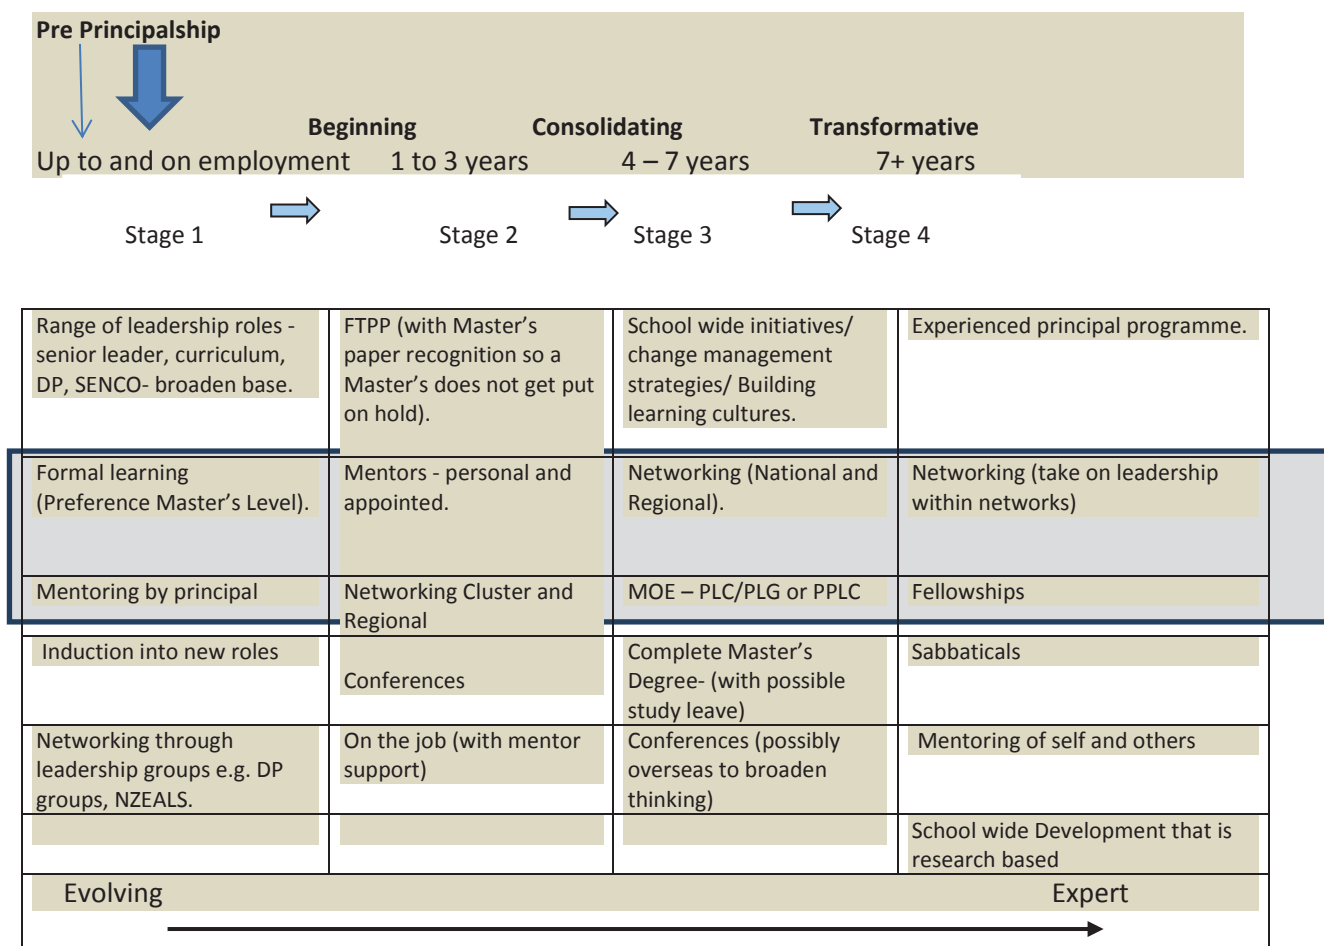 Pre Principalship
Beginning Consolidating Transformative
Up to and on employment 1 to 3 years 4 – 7 years 7+ years
Stage 1 Stage 2 Stage 3 Stage 4
Range of leadership roles -
senior leader, curriculum,
DP, SENCO- broaden base.
FTPP (with Master's
paper recognition so a
Master's does not get put
on hold).
School wide initiatives/
change management
strategies/ Building
learning cultures.
Experienced principal programme.
Formal learning
(Preference Master's Level).
Mentors - personal and
appointed.
Networking (National and
Regional).
Networking (take on leadership
within networks)
Mentoring by principal
Networking Cluster and
Regional
MOE – PLC/PLG or PPLC
Fellowships
Induction into new roles
Conferences
Complete Master's
Degree- (with possible
study leave)
Sabbaticals
Networking through
leadership groups e.g. DP
groups, NZEALS.
On the job (with mentor
support)
Conferences (possibly
overseas to broaden
thinking)
Mentoring of self and others
School wide Development that is
research based
Evolving Expert